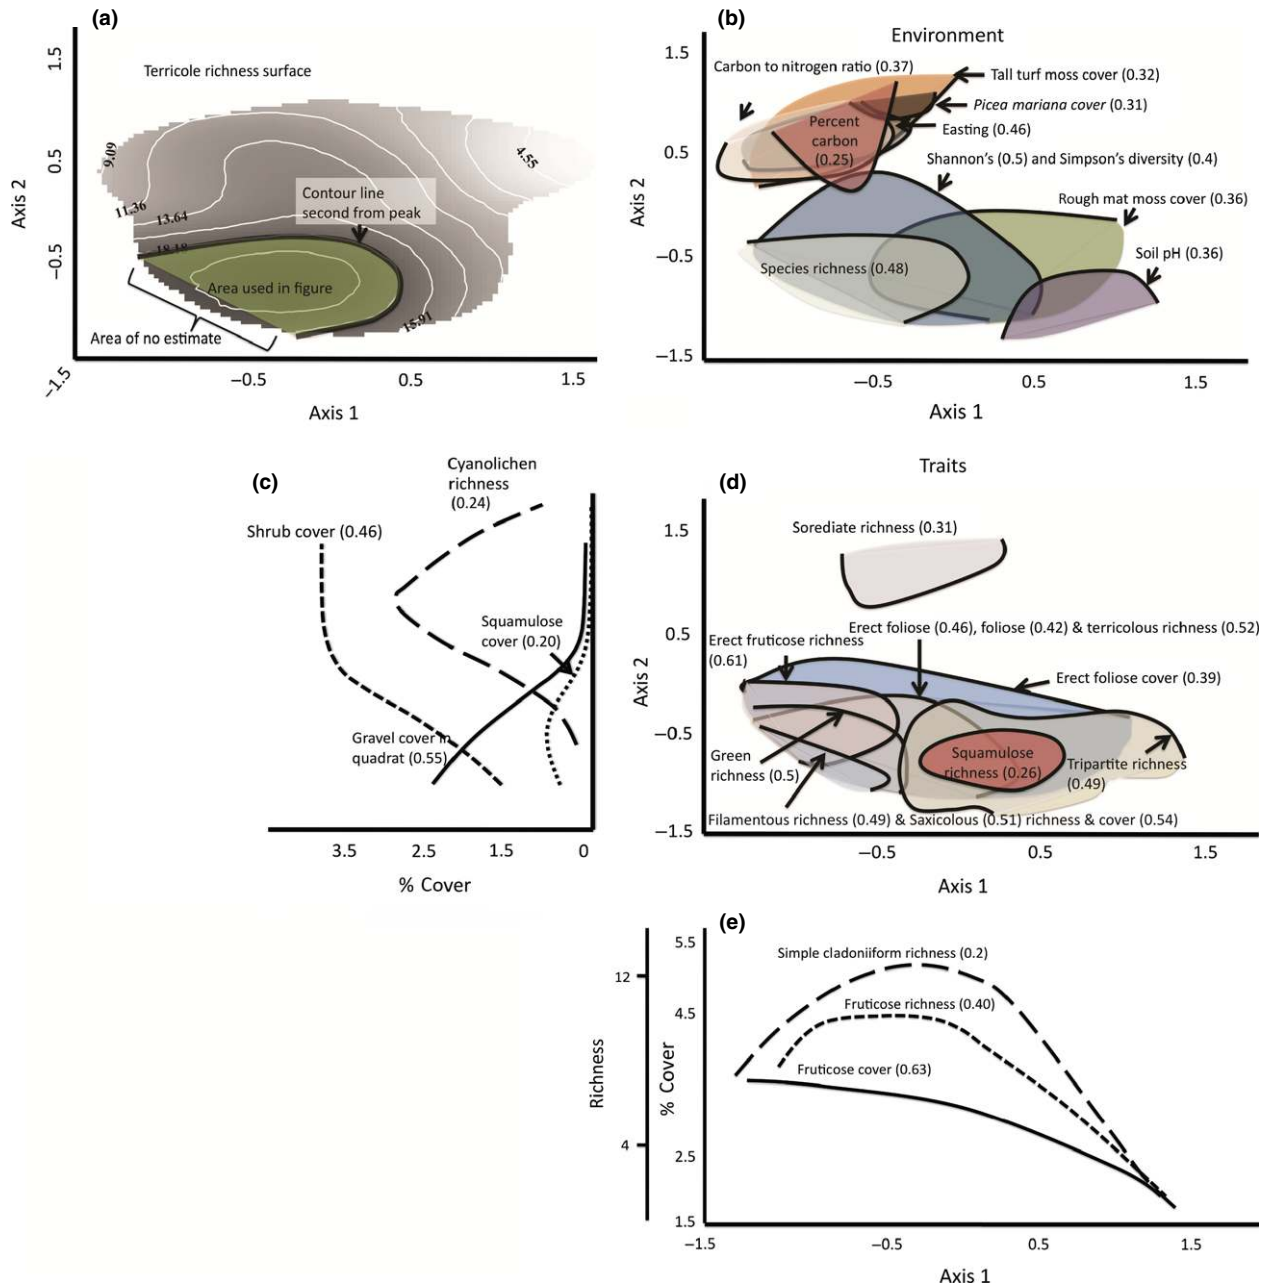 (a)
Terricole richness surface
1.5
0.5
−0.5
−1.5
Axis 2
9.09
11.36
13.64
18.18
15.91
4.55
Contour line
second from peak
Area used in figure
Area of no estimate
−0.5
0.5
1.5
Axis 1
(b)
Environment
1.5
0.5
−0.5
−1.5
Axis 2
Carbon to nitrogen ratio (0.37)
Tall turf moss cover (0.32)
Picea mariana cover (0.31)
Easting (0.46)
Percent
carbon
(0.25)
Shannon's (0.5) and Simpson's diversity (0.4)
Rough mat moss cover (0.36)
Soil pH (0.36)
Species richness (0.48)
−0.5
0.5
1.5
Axis 1
(c)
Cyanolichen
richness
(0.24)
Shrub cover (0.46)
Squamulose
cover (0.20)
Gravel cover in
quadrat (0.55)
3.5
2.5
1.5
0
% Cover
Traits
(d)
1.5
0.5
−0.5
−1.5
Axis 2
Sorediate richness (0.31)
Erect foliose (0.46), foliose (0.42) & terricolous richness (0.52)
Erect fruticose richness
(0.61)
Erect foliose cover (0.39)
Green
richness (0.5)
Squamulose
richness (0.26)
Tripartite richness
(0.49)
Filamentous richness (0.49) & Saxicolous (0.51) richness & cover (0.54)
−0.5
0.5
1.5
Axis 1
(e)
12
4
Richness
5.5
4.5
2.5
1.5
% Cover
Simple cladoniiform richness (0.2)
Fruticose richness (0.40)
Fruticose cover (0.63)
−1.5
−0.5
0.5
1.5
Axis 1